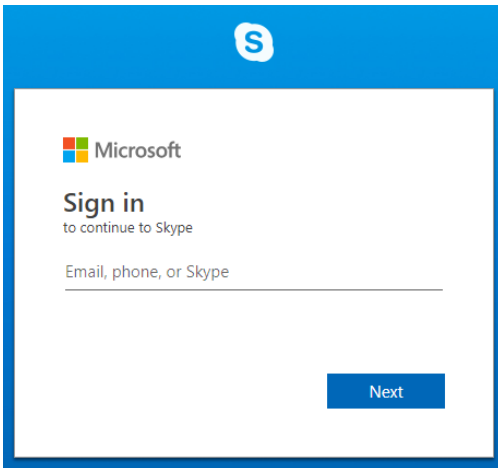 S
Microsoft
Sign in
to continue to Skype
Email, phone, or Skype
Next